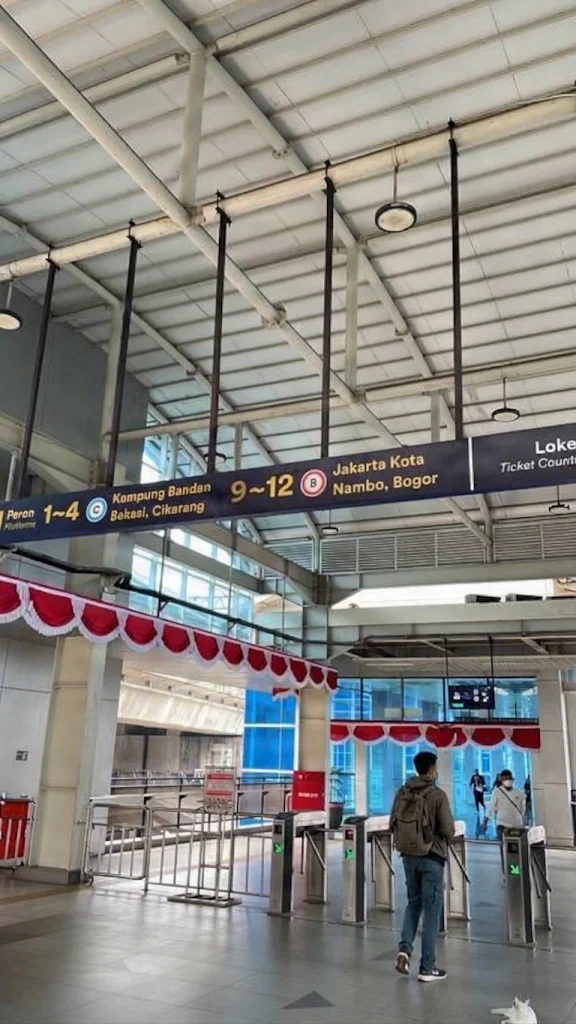 Peron
Platforms
1~4
C
Kampung Bandan
Bekasi, Cikarang
9~12
B
Jakarta Kota
Nambo, Bogor
Loke
Ticket Count